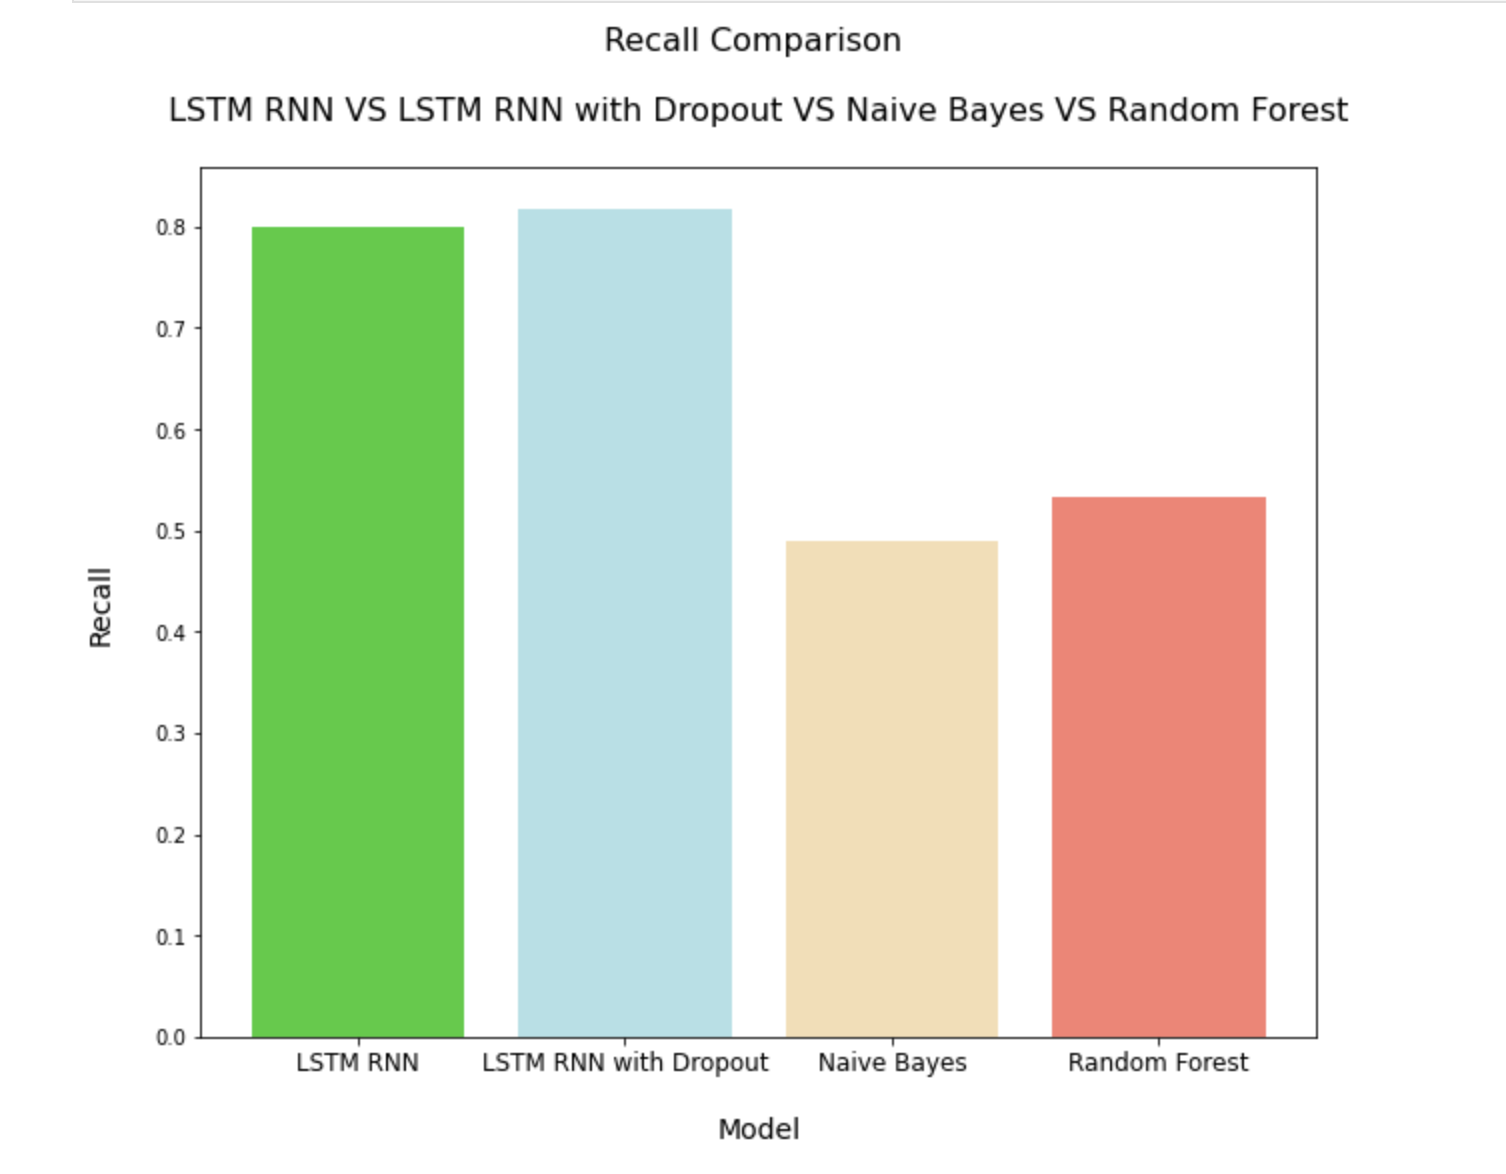 Recall Comparison
LSTM RNN VS LSTM RNN with Dropout VS Naive Bayes VS Random Forest
0.8
0.7
0.6
0.5
0.4
0.3
0.2
0.1
0.0
Recall
LSTM RNN
LSTM RNN with Dropout
Naive Bayes
Random Forest
Model